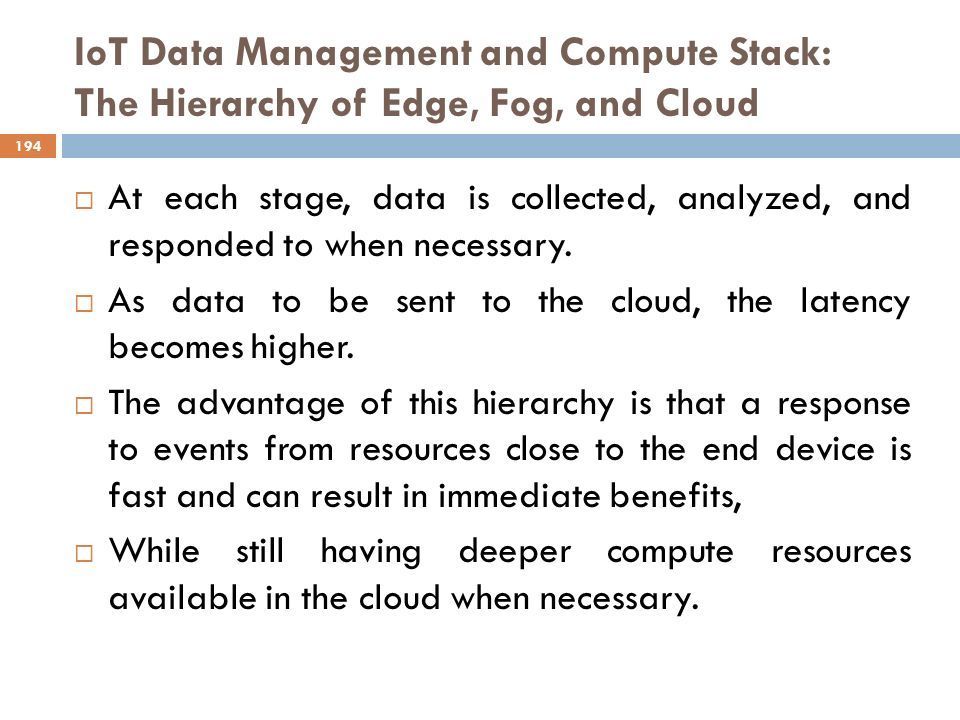 IoT Data Management and Compute Stack:
The Hierarchy of Edge, Fog, and Cloud
194
At each stage, data is collected, analyzed, and
responded to when necessary.
As data to be sent to the cloud, the latency
becomes higher.
The advantage of this hierarchy is that a response
to events from resources close to the end device is
fast and can result in immediate benefits,
While still having deeper compute resources
available in the cloud when necessary.